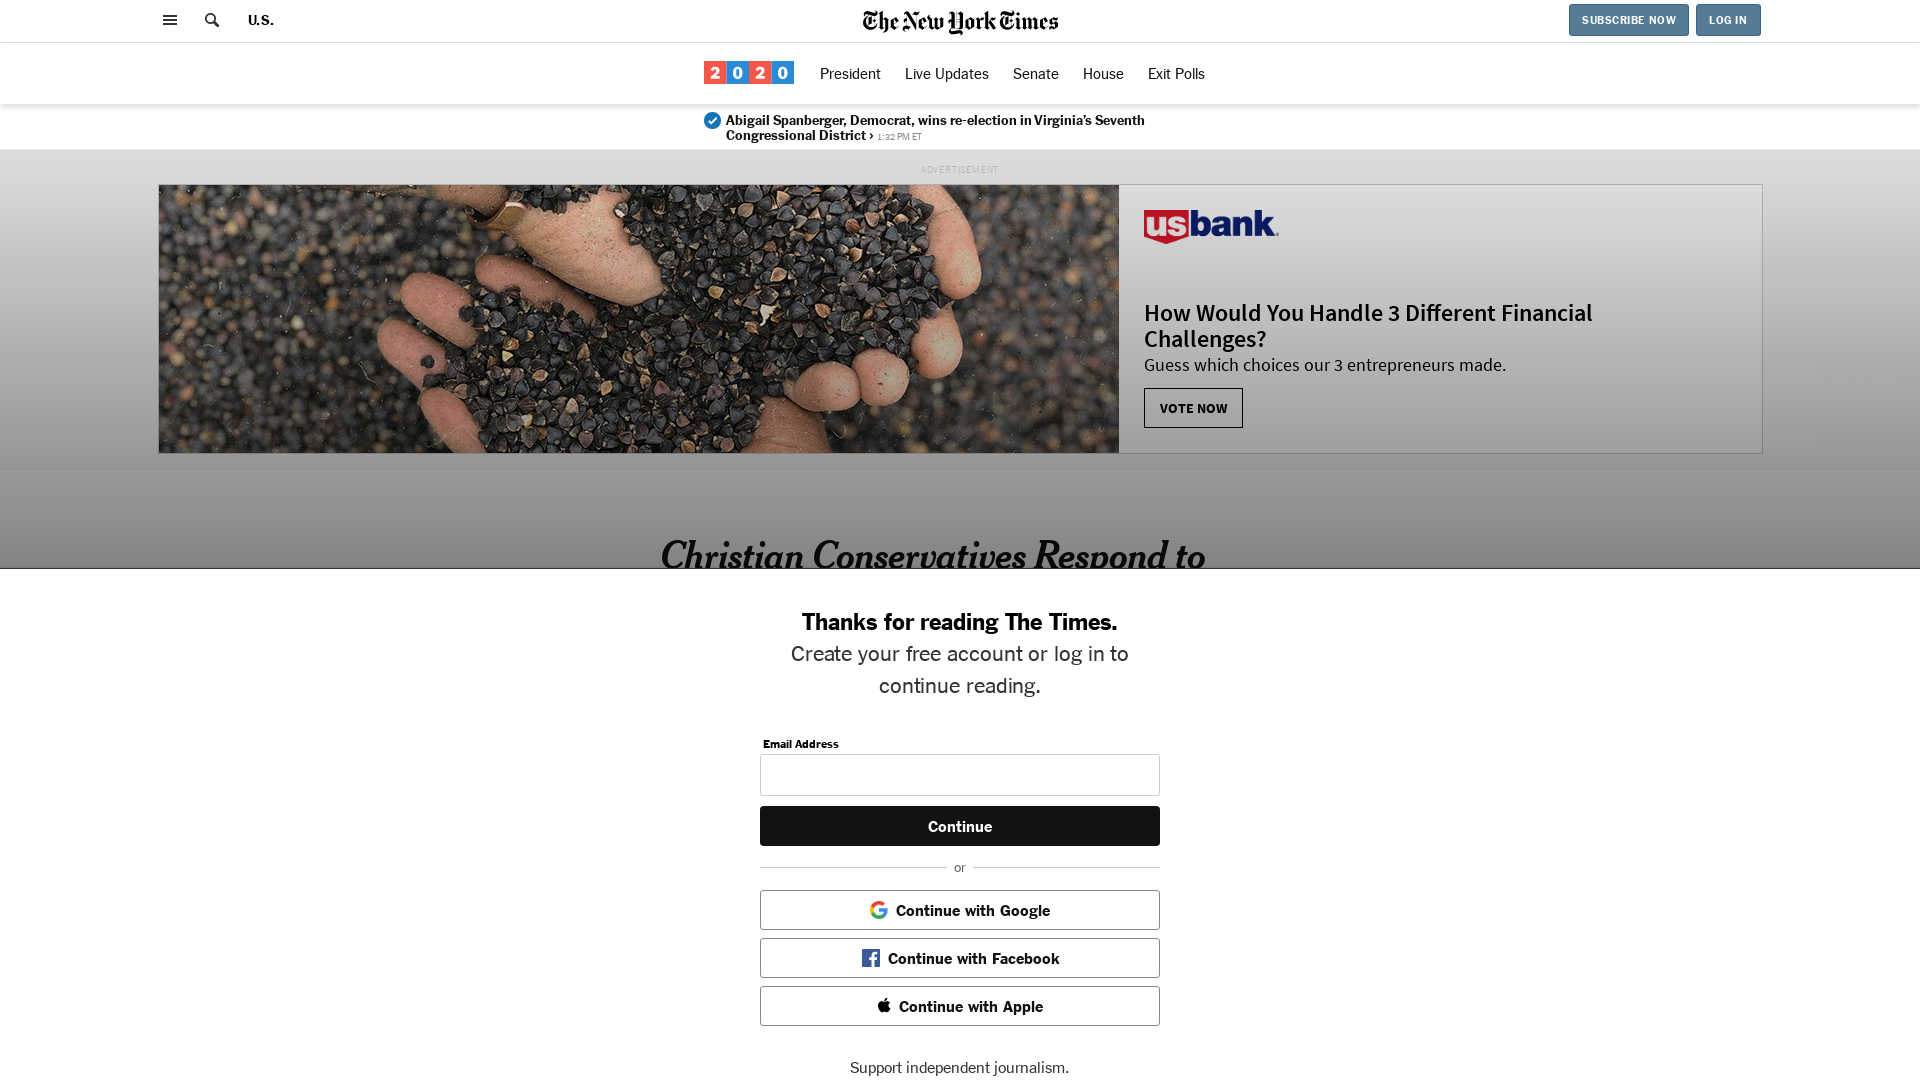 U.S.
The New York Times
SUBSCRIBE NOW
LOG IN
2020
President
Live Updates
Senate
House
Exit Polls
Abigail Spanberger, Democrat, wins re-election in Virginia's Seventh
Congressional District › 1:32 PM ET
ADVERTISEMENT
usbank
How Would You Handle 3 Different Financial
Challenges?
Guess which choices our 3 entrepreneurs made.
VOTE NOW
Christian Conservatives Respond to
Thanks for reading The Times.
Create your free account or log in to
continue reading.
Email Address
Continue
or
Continue with Google
Continue with Facebook
Continue with Apple
Support independent journalism.